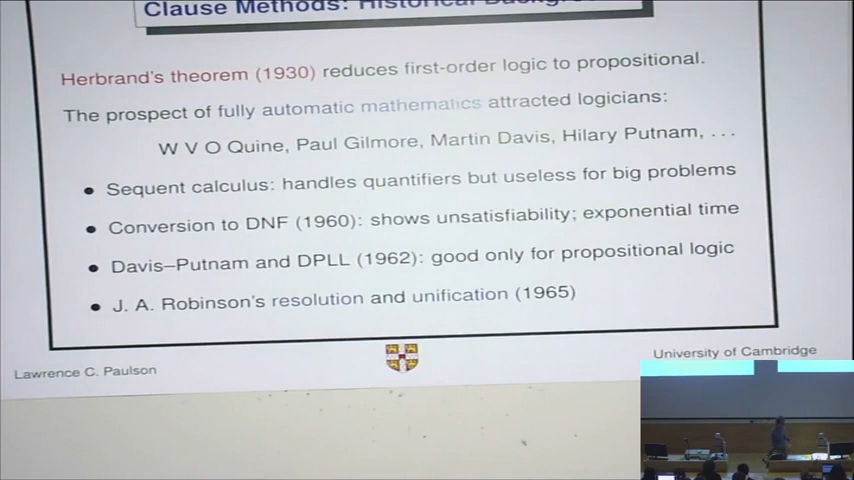 Clause Methods: Historical
Herbrand's theorem (1930) reduces first-order logic to propositional.
The prospect of fully automatic mathematics attracted logicians:
W V O Quine, Paul Gilmore, Martin Davis, Hilary Putnam, ...
• Sequent calculus: handles quantifiers but useless for big problems
• Conversion to DNF (1960): shows unsatisfiability; exponential time
• Davis–Putnam and DPLL (1962): good only for propositional logic
• J. A. Robinson's resolution and unification (1965)
Lawrence C. Paulson
University of Cambridge